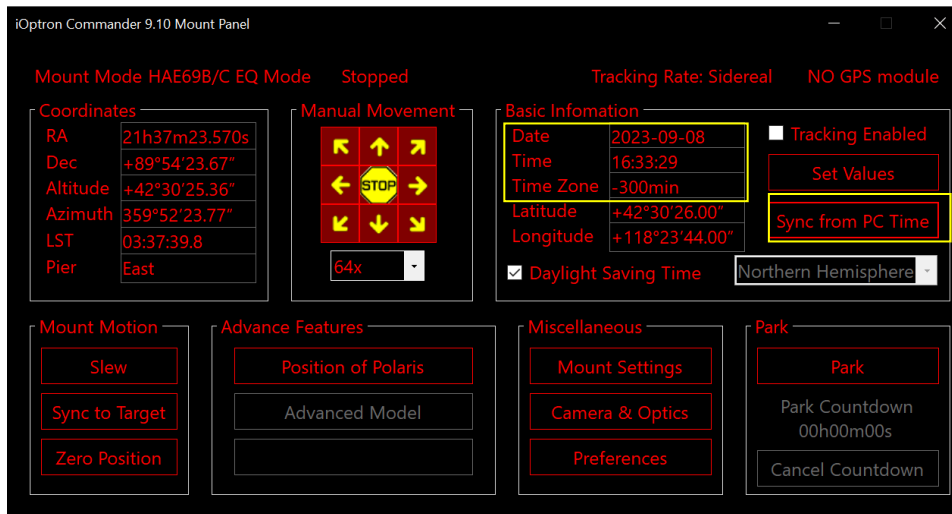 iOptron Commander 9.10 Mount Panel
Mount Mode HAE69B/C EQ Mode Stopped Tracking Rate: Sidereal NO GPS module
Coordinates
RA 21h37m23.570s
Dec +89°54'23.67"
Altitude +42°30'25.36"
Azimuth 359°52'23.77"
LST 03:37:39.8
Pier East
Manual Movement
STOP
64x
Basic Infomation
Date 2023-09-08
Time 16:33:29
Time Zone -300min
Latitude +42°30'26.00"
Longitude +118°23'44.00"
Tracking Enabled
Set Values
Sync from PC Time
Daylight Saving Time Northern Hemisphere
Mount Motion
Slew
Sync to Target
Zero Position
Advance Features
Position of Polaris
Advanced Model
Miscellaneous
Mount Settings
Camera & Optics
Preferences
Park
Park
Park Countdown
00h00m00s
Cancel Countdown